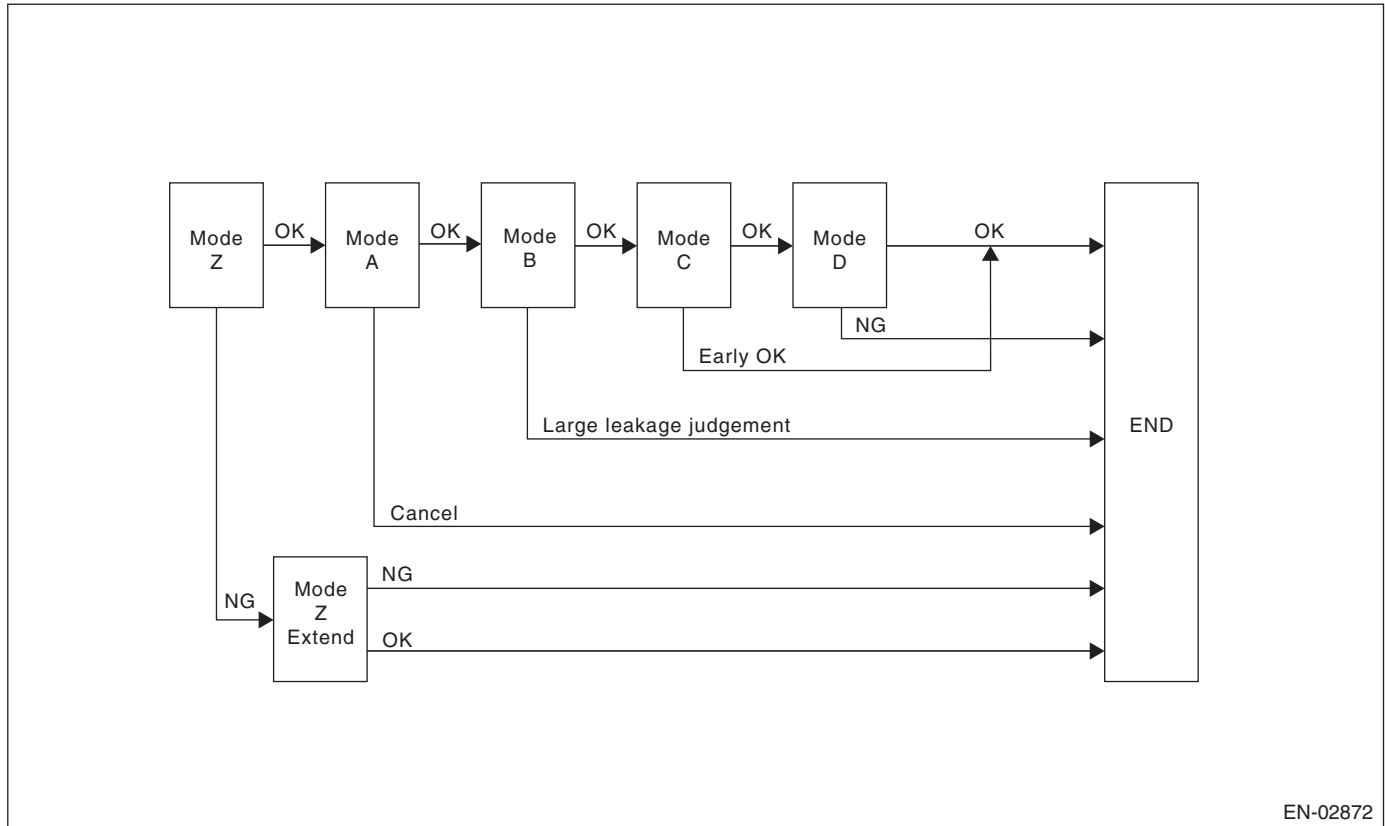 Mode
Z
OK
Mode
A
OK
Mode
B
OK
Mode
C
OK
Mode
D
OK
NG
Early OK
Large leakage judgement
END
Cancel
NG
Mode
Z
Extend
NG
OK
EN-02872